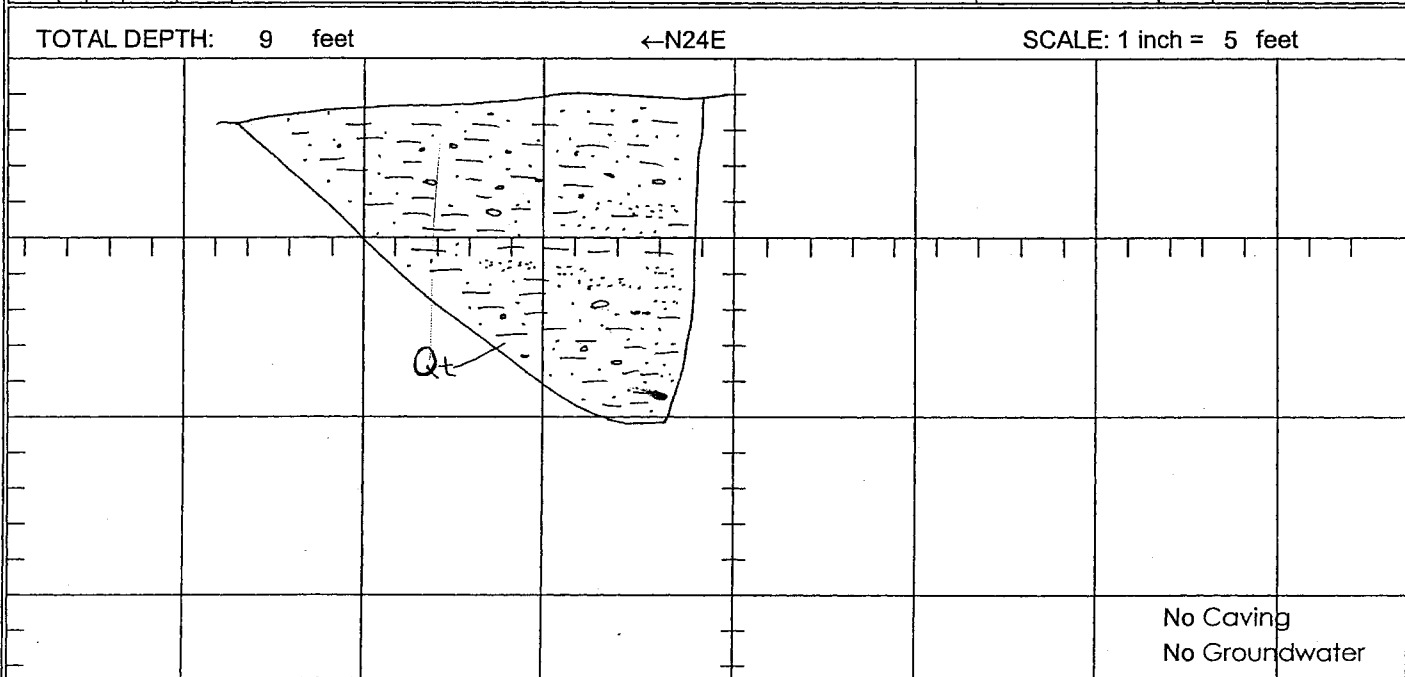 TOTAL DEPTH: 9 feet ←N24E SCALE: 1 inch = 5 feet
Qt
No Caving
No Groundwater